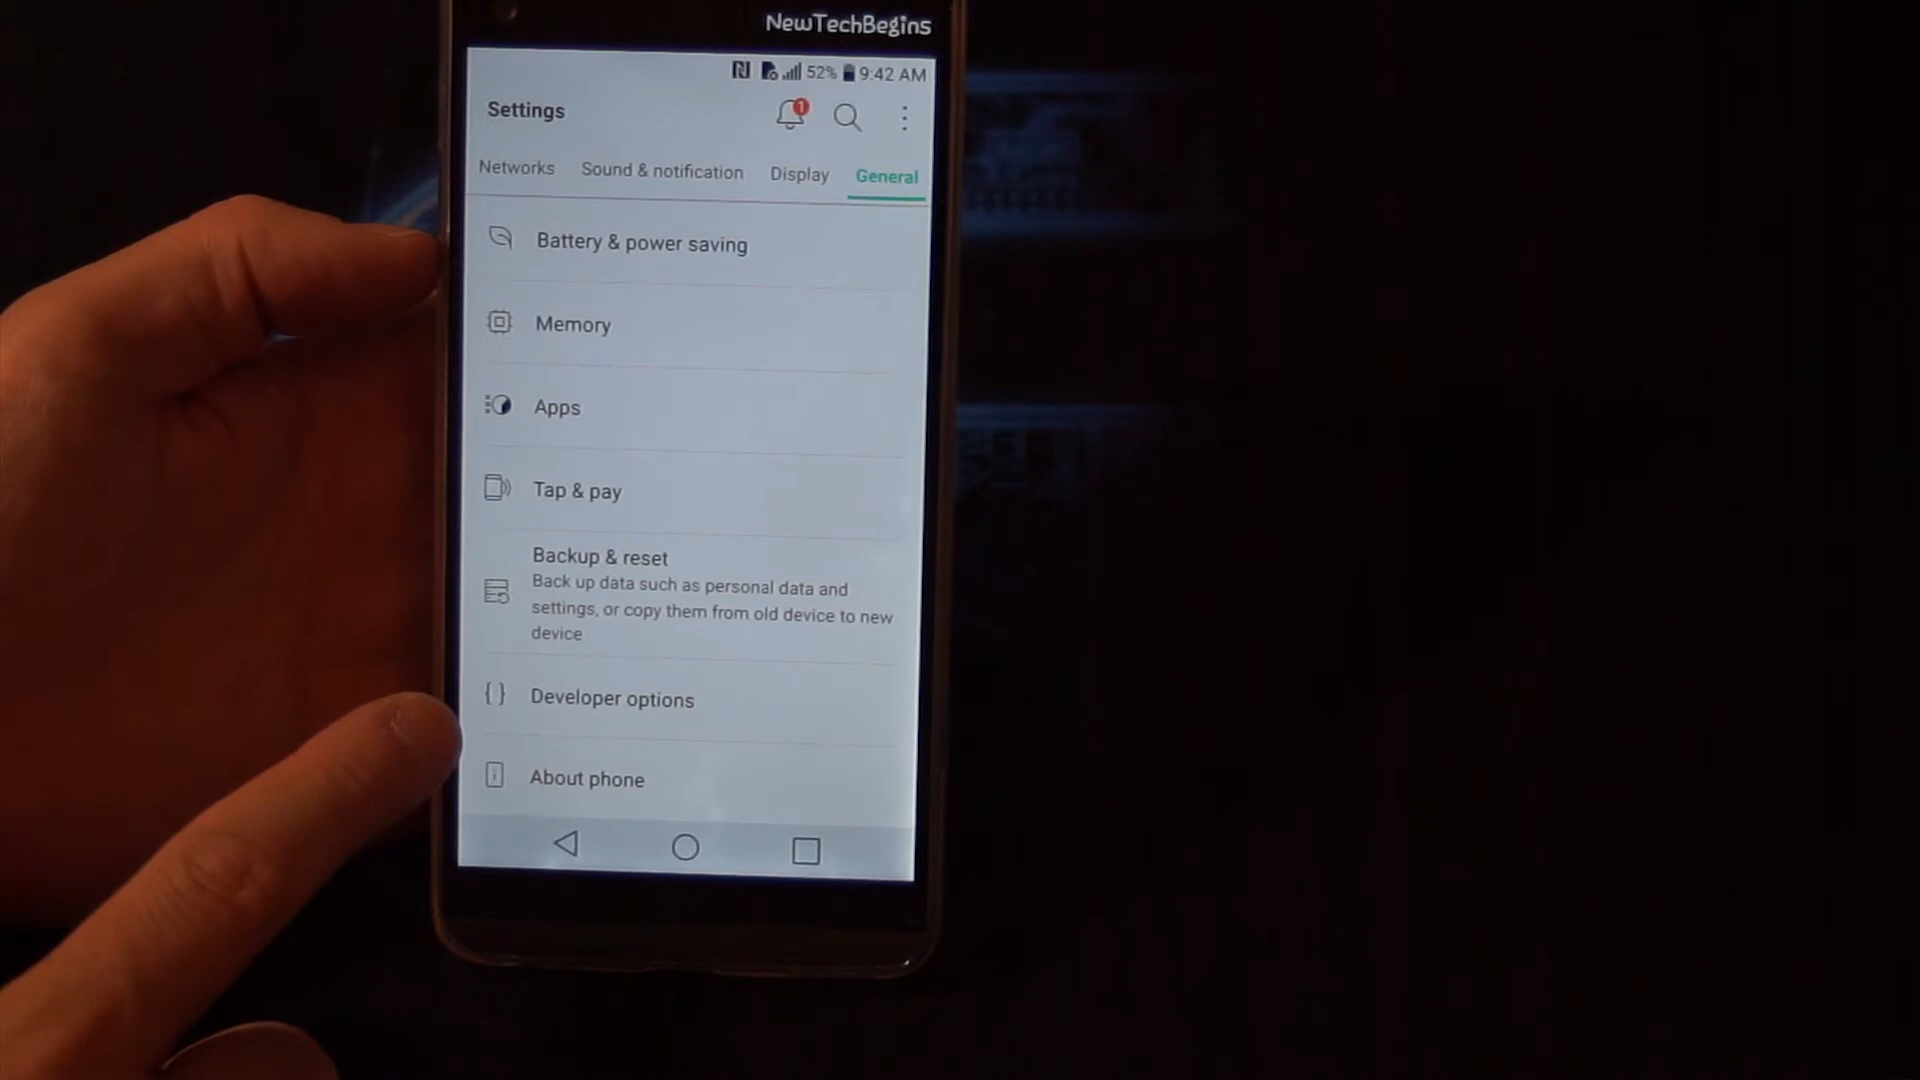 NewTechBegins
52% 9:42 AM
Settings
1
Networks Sound & notification Display General
Battery & power saving
Memory
Apps
Tap & pay
Backup & reset
Back up data such as personal data and
settings, or copy them from old device to new
device
Developer options
About phone